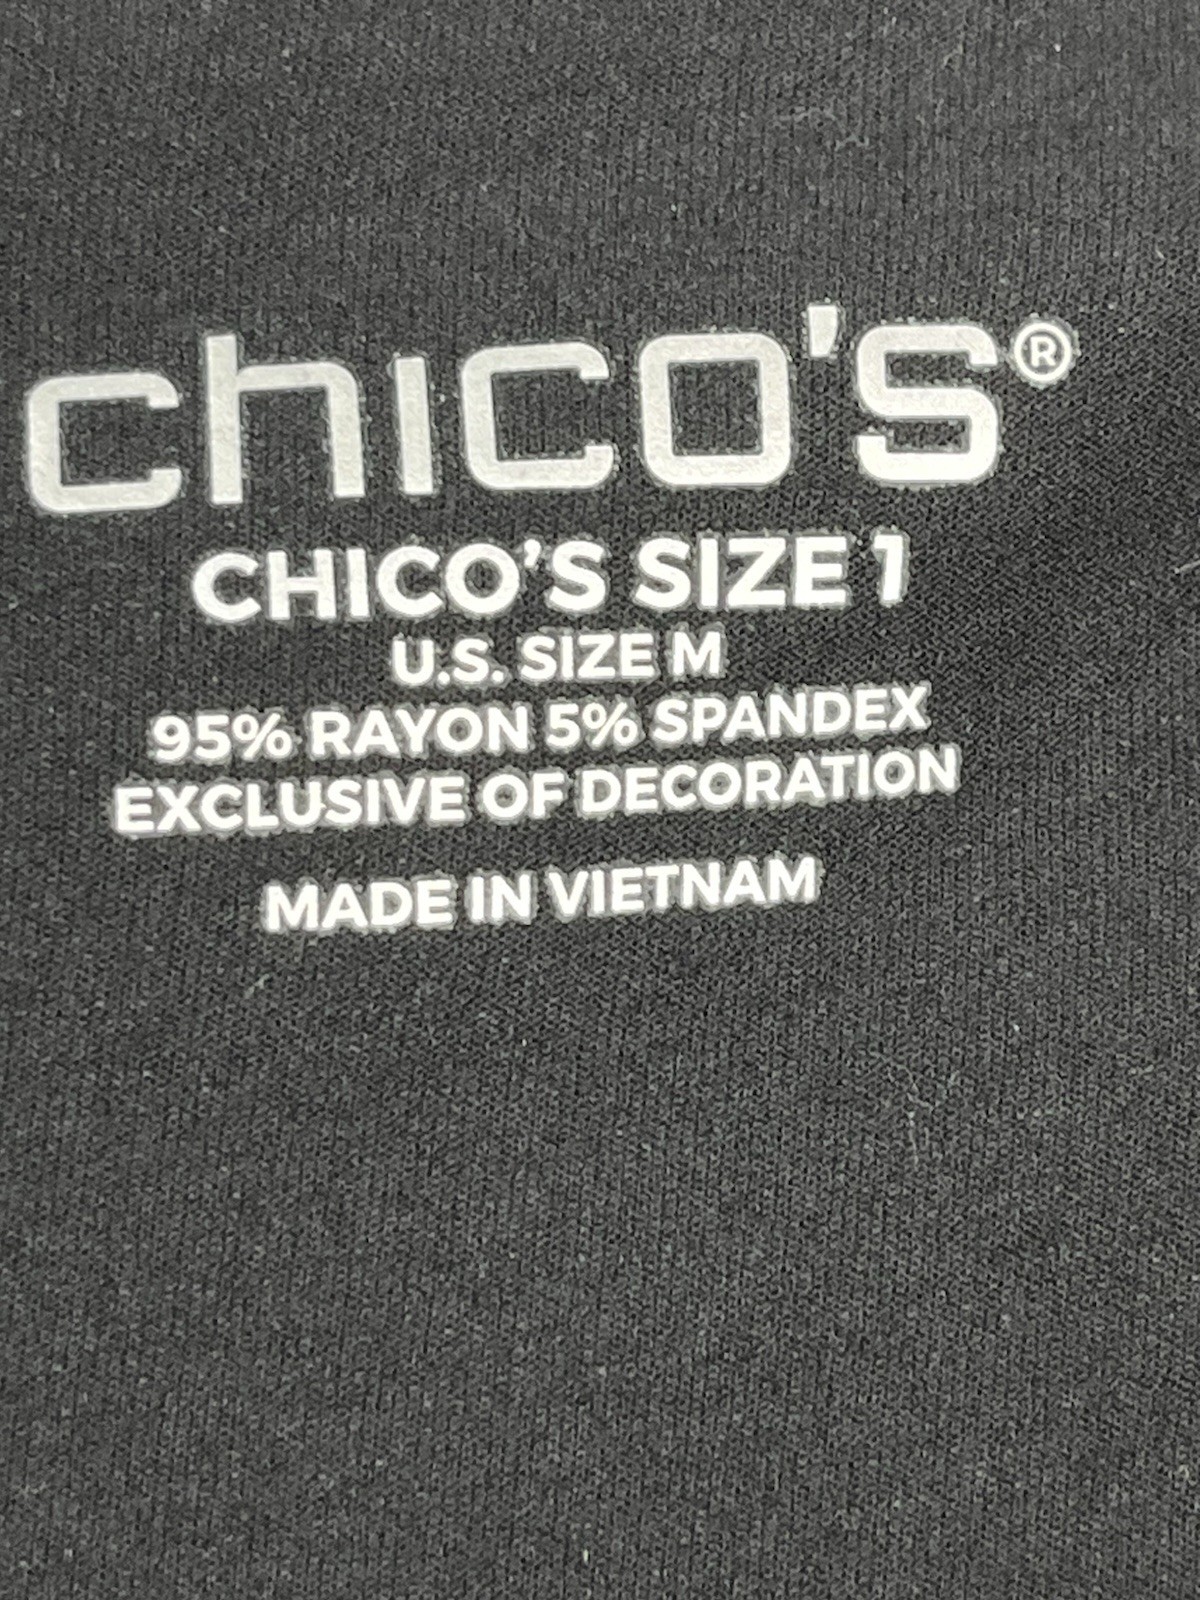 chico's®
CHICO'S SIZE 1
U.S. SIZE M
95% RAYON 5% SPANDEX
EXCLUSIVE OF DECORATION
MADE IN VIETNAM